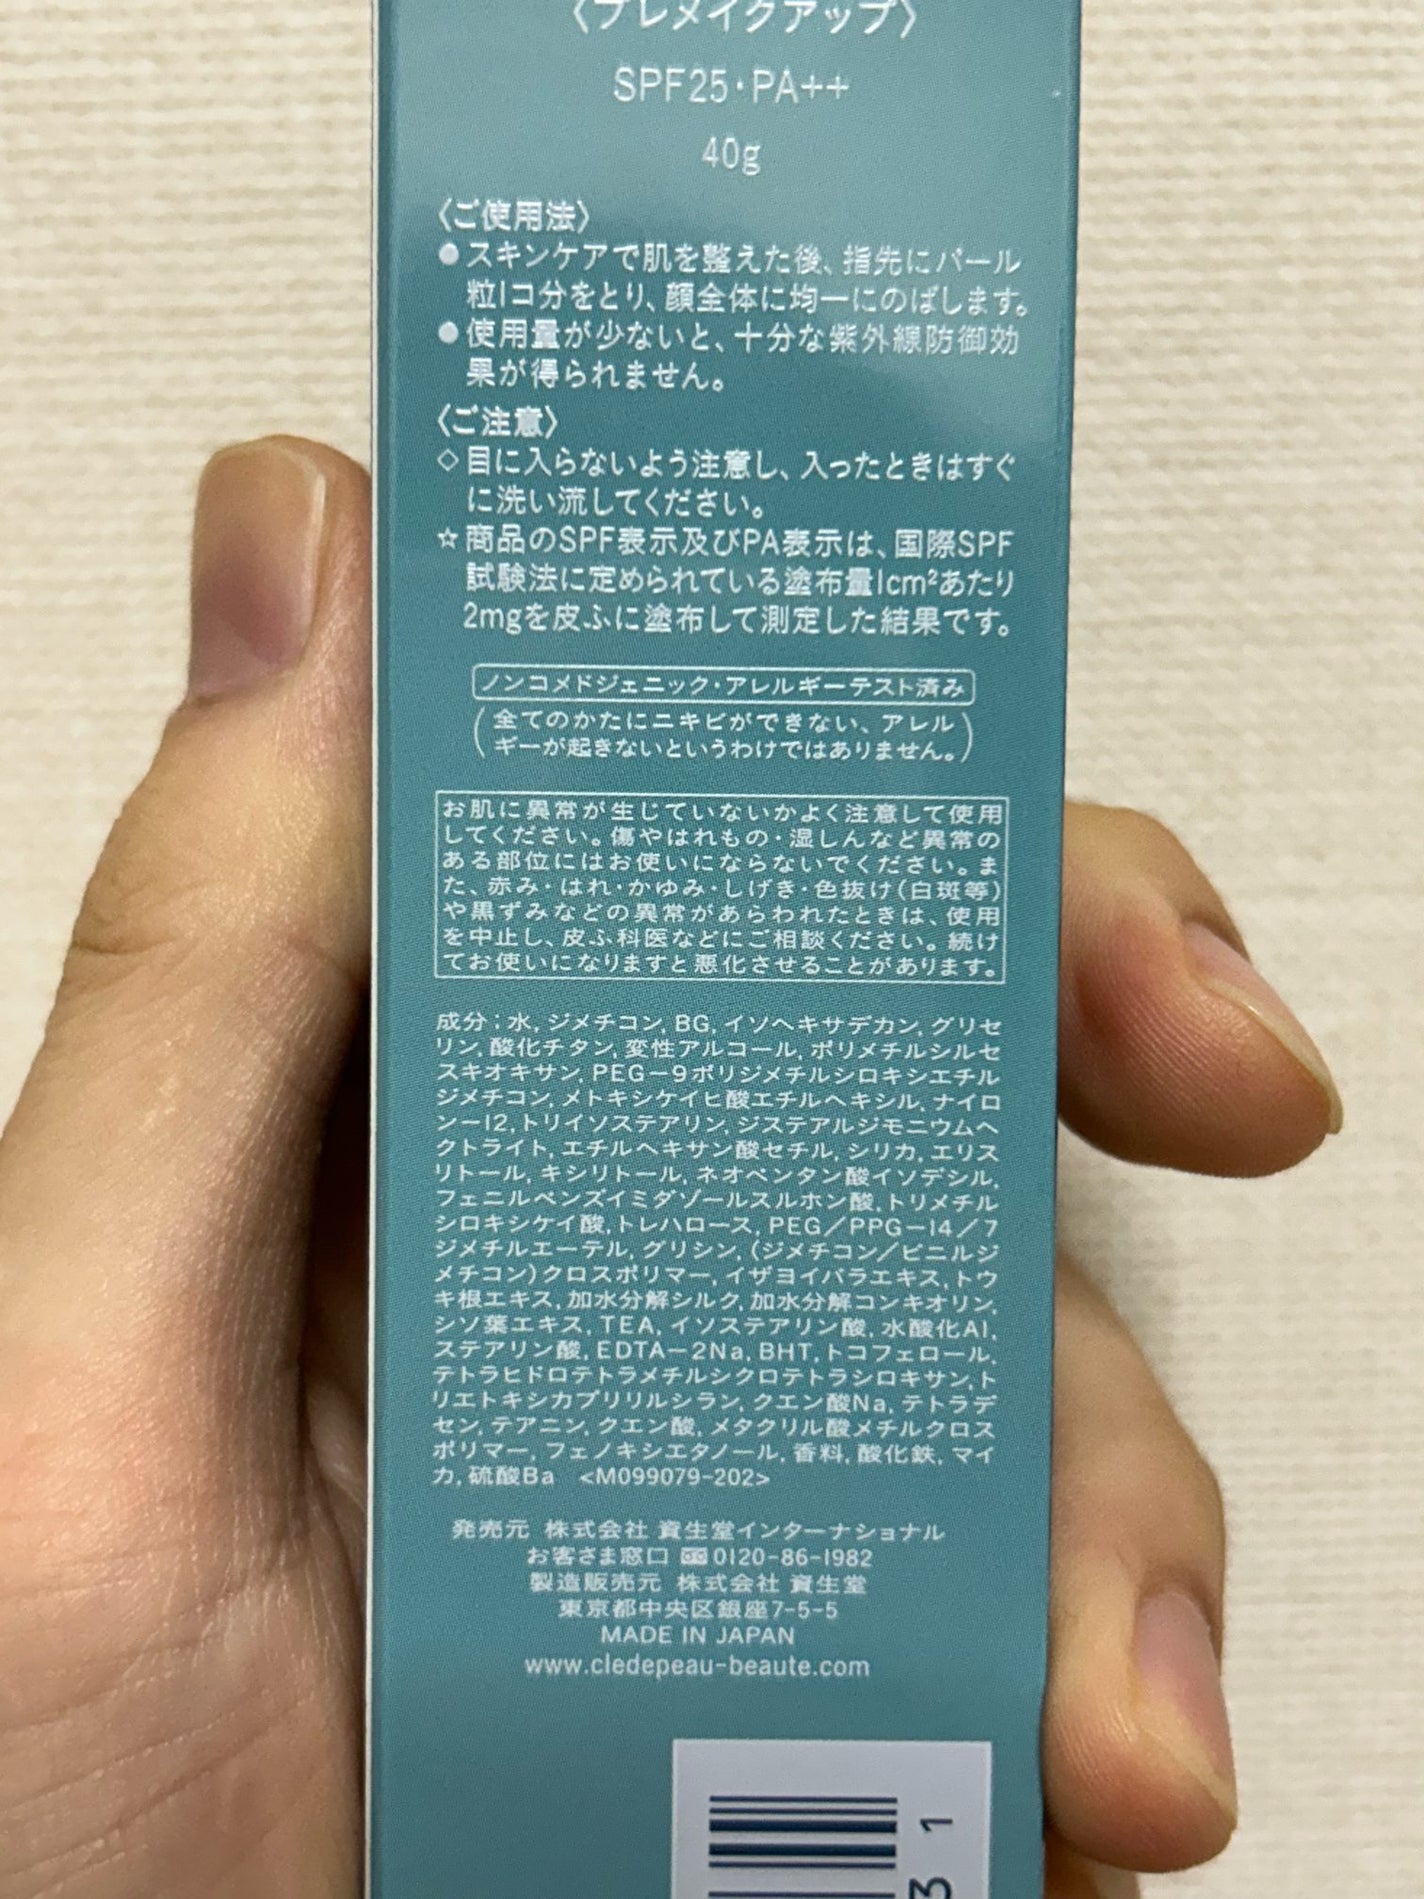 〈プレメイクアップ〉
SPF25・PA++
40g
〈ご使用法〉
●スキンケアで肌を整えた後、指先にパール
粒1コ分をとり、顔全体に均一にのばします。
●使用量が少ないと、十分な紫外線防御効
果が得られません。
〈ご注意〉
◇目に入らないよう注意し、入ったときはすぐ
に洗い流してください。
☆商品のSPF表示及びPA表示は、国際SPF
試験法に定められている塗布量1cm²あたり
2mgを皮ふに塗布して測定した結果です。
ノンコメドジェニック・アレルギーテスト済み
(全てのかたにニキビができない、アレル
ギーが起きないというわけではありません。)
お肌に異常が生じていないかよく注意して使用
してください。傷やはれもの・湿しんなど異常の
ある部位にはお使いにならないでください。ま
た、赤み・はれ・かゆみ・しげき・色抜け(白斑等)
や黒ずみなどの異常があらわれたときは、使用
を中止し、皮ふ科医などにご相談ください。続け
てお使いになりますと悪化させることがあります。
成分:水, ジメチコン, BG, イソヘキサデカン, グリセ
リン, 酸化チタン, 変性アルコール, ポリメチルシルセ
スキオキサン, PEG-9ポリジメチルシロキシエチル
ジメチコン, メトキシケイヒ酸エチルヘキシル, ナイロ
ン-12, トリイソステアリン, ジステアルジモニウムヘ
クトライト, エチルヘキサン酸セチル, シリカ, エリス
リトール, キシリトール, ネオペンタン酸イソデシル,
フェニルベンズイミダゾールスルホン酸, トリメチル
シロキシケイ酸, トレハロース, PEG/PPG-14/7
ジメチルエーテル, グリシン, (ジメチコン/ビニルジ
メチコン)クロスポリマー, イザヨイバラエキス, トウ
キ根エキス, 加水分解シルク, 加水分解コンキオリン,
シソ葉エキス, TEA, イソステアリン酸, 水酸化Al,
ステアリン酸, EDTA-2Na, BHT, トコフェロール,
テトラヒドロテトラメチルシクロテトラシロキサン, ト
リエトキシカプリリルシラン, クエン酸Na, テトラデ
セン, テアニン, クエン酸, メタクリル酸メチルクロス
ポリマー, フェノキシエタノール, 香料, 酸化鉄, マイ
カ, 硫酸Ba <M099079-202>
発売元 株式会社 資生堂インターナショナル
お客さま窓口 0120-86-1982
製造販売元 株式会社 資生堂
東京都中央区銀座7-5-5
MADE IN JAPAN
www.cledepeau-beaute.com
31